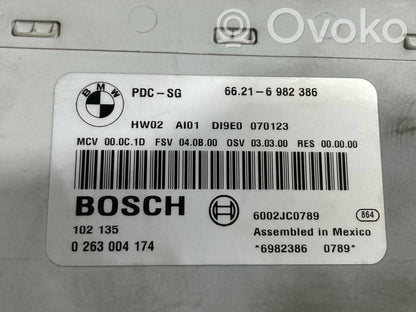 Ovoko
BMW
PDC-SG 66.21-6 982 386
HW02 AI01 DI9E0 070123
MCV 00.0C.1D FSV 04.0B.00 OSV 03.03.00 RES 00.00.00
BOSCH 6002JC0789 864
102 135 Assembled in Mexico
0 263 004 174 *6982386 0789*